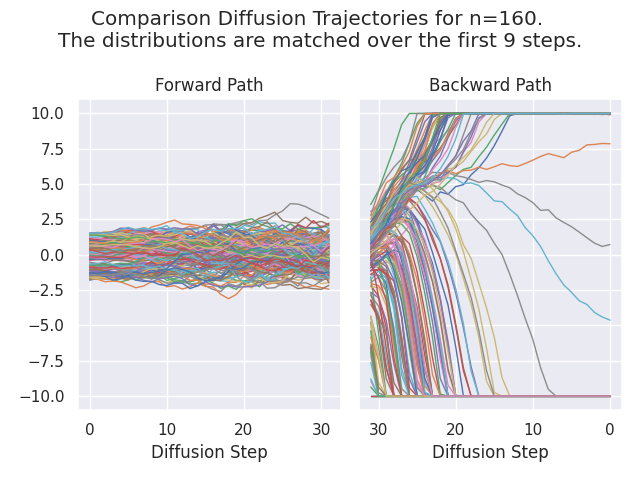 Comparison Diffusion Trajectories for n=160.
The distributions are matched over the first 9 steps.
Forward Path
Backward Path
10.0
7.5
5.0
2.5
0.0
−2.5
−5.0
−7.5
−10.0
0 10 20 30
30 20 10 0
Diffusion Step
Diffusion Step